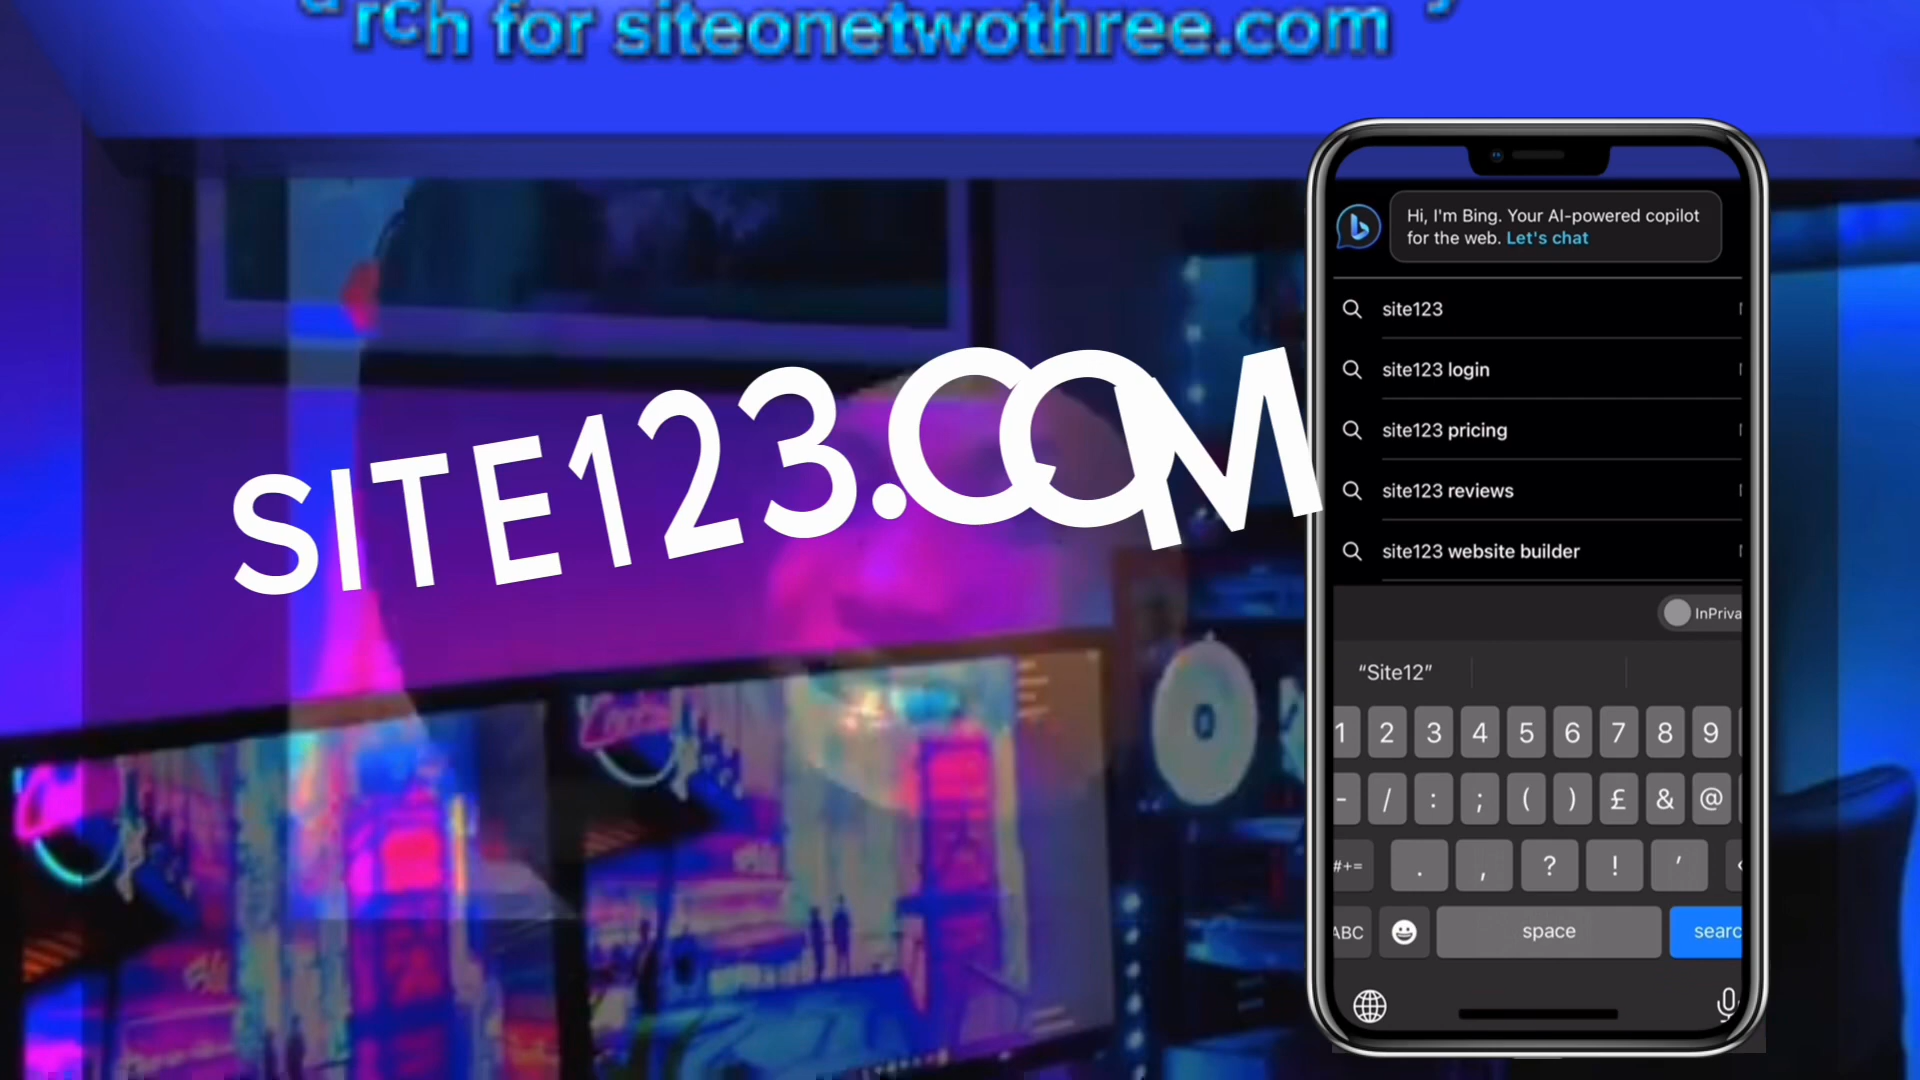 rch for siteonetwothree.com
SITE123.COM
Hi, I'm Bing. Your AI-powered copilot
for the web. Let's chat
site123
site123 login
site123 pricing
site123 reviews
site123 website builder
InPriva
“Site12”
1 2 3 4 5 6 7 8 9
- / : ; ( ) £ & @
#+= . , ? ! ’
ABC space searc